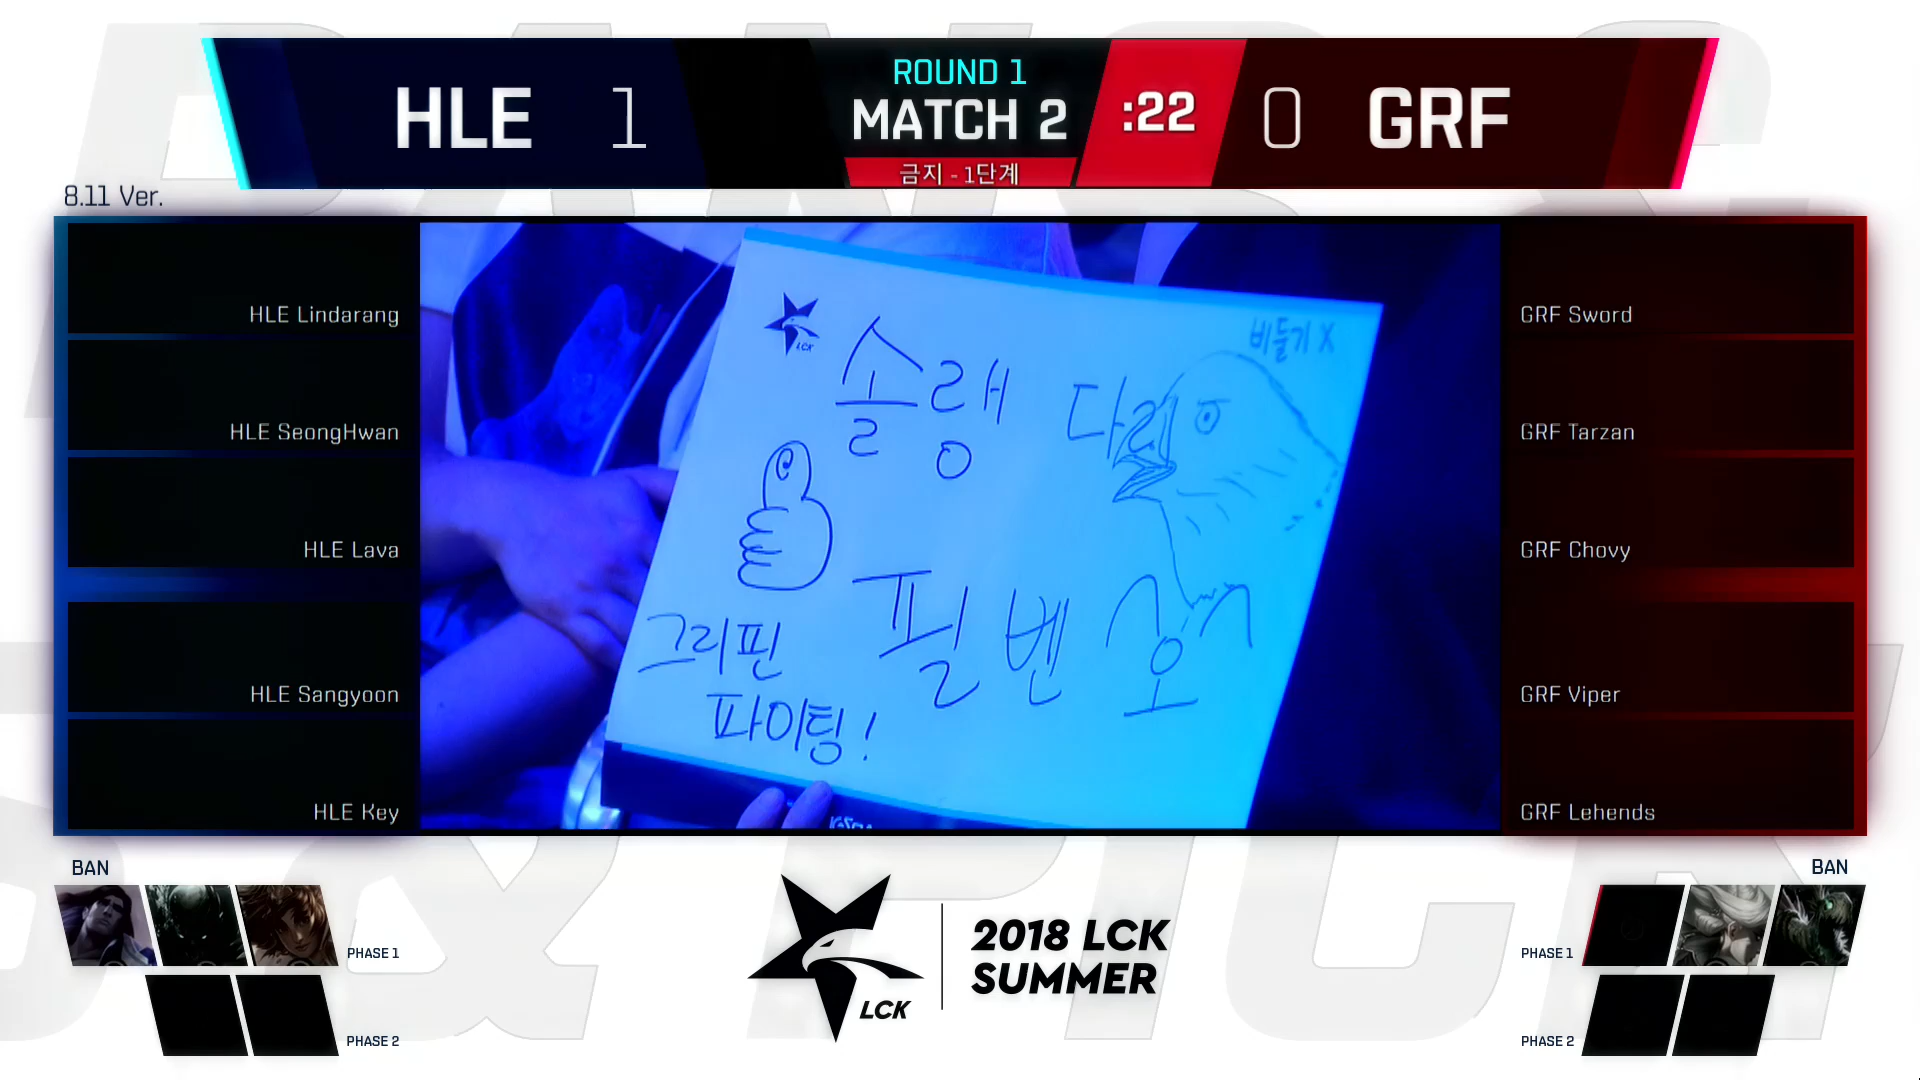 ROUND 1
HLE 1 MATCH 2 :22 0 GRF
금지 - 1단계
8.11 Ver.
HLE Lindarang
HLE SeongHwan
HLE Lava
HLE Sangyoon
HLE Key
LCK
비둘기 X
솔랭 다리
필벤
그리핀
파이팅!
GRF Sword
GRF Tarzan
GRF Chovy
GRF Viper
GRF Lehends
BAN
PHASE 1
PHASE 2
LCK
2018 LCK
SUMMER
BAN
PHASE 1
PHASE 2